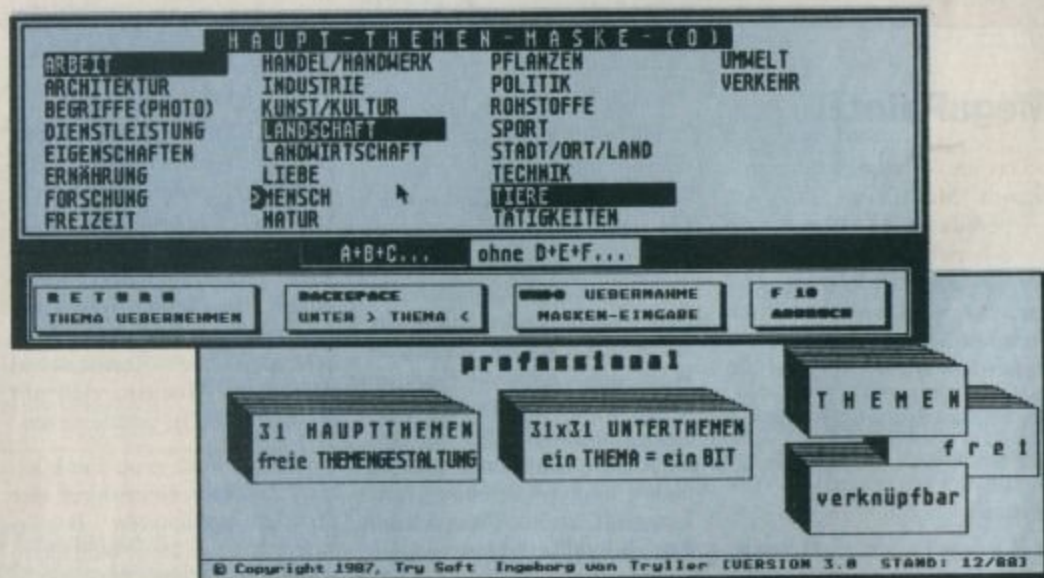 HAUPT-THEMEN-MASKE-(0)
ARBEIT HANDEL/HANDWERK PFLANZEN UMWELT
ARCHITEKTUR INDUSTRIE POLITIK VERKEHR
BEGRIFFE(PHOTO) KUNST/KULTUR ROHSTOFFE
DIENSTLEISTUNG LANDSCHAFT SPORT
EIGENSCHAFTEN LANDWIRTSCHAFT STADT/ORT/LAND
ERNÄHRUNG LIEBE TECHNIK
FORSCHUNG >MENSCH TIERE
FREIZEIT NATUR TÄTIGKEITEN
A+B+C... ohne D+E+F...
RETURN BACKSPACE UNDO UEBERNAHME F 10
THEMA UEBERNEHMEN UNTER > THEMA < MASKEN-EINGABE ABBRUCH
professional
31 HAUPTTHEMEN
freie THEMENGESTALTUNG
31x31 UNTERTHEMEN
ein THEMA = ein BIT
THEMEN
frei
verknüpfbar
© Copyright 1987, Try Soft Ingeborg von Tryller [VERSION 3.0 STAND: 12/88]